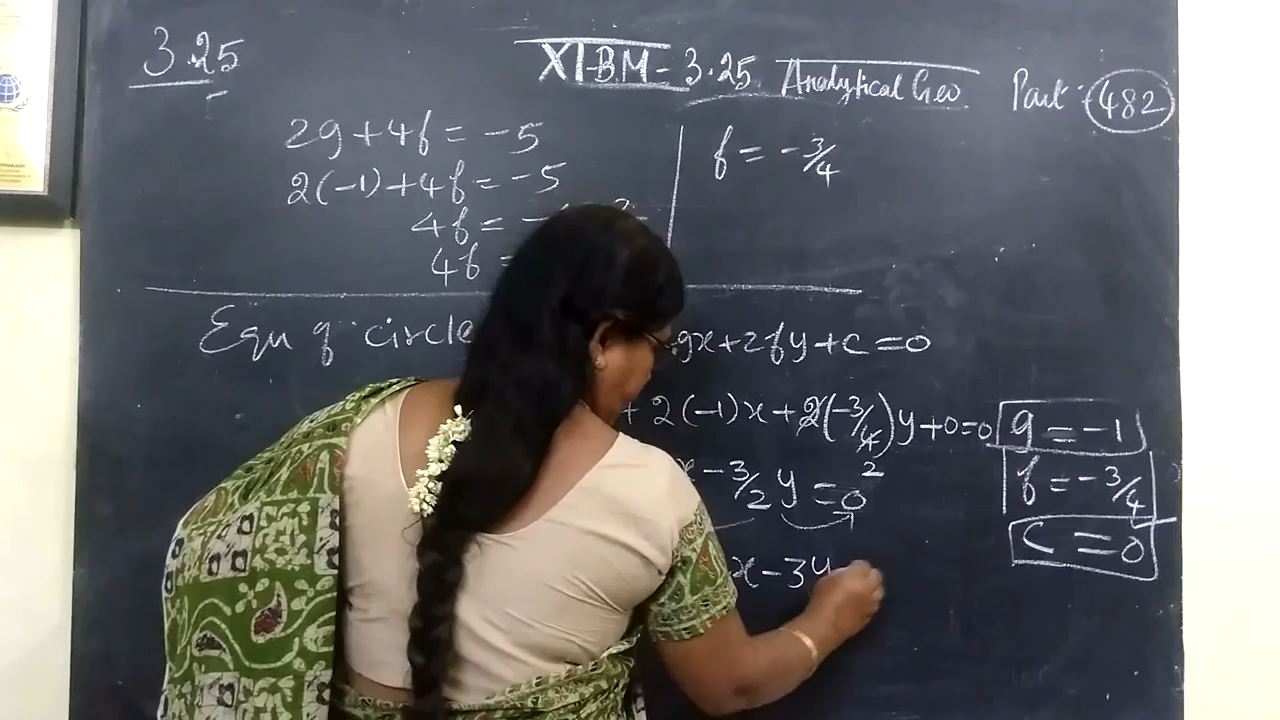 3.25
XI-BM-3.25 Analytical Geo Part: 482
2g+4f = -5
2(-1)+4f = -5
4f =
4f =
f = -3/4
Equ of circle gx+2fy+c=0
+ 2(-1)x+2(-3/4)y+0=0
x - 3/2 y = 0
x-3y
g = -1
f = -3/4
c = 0